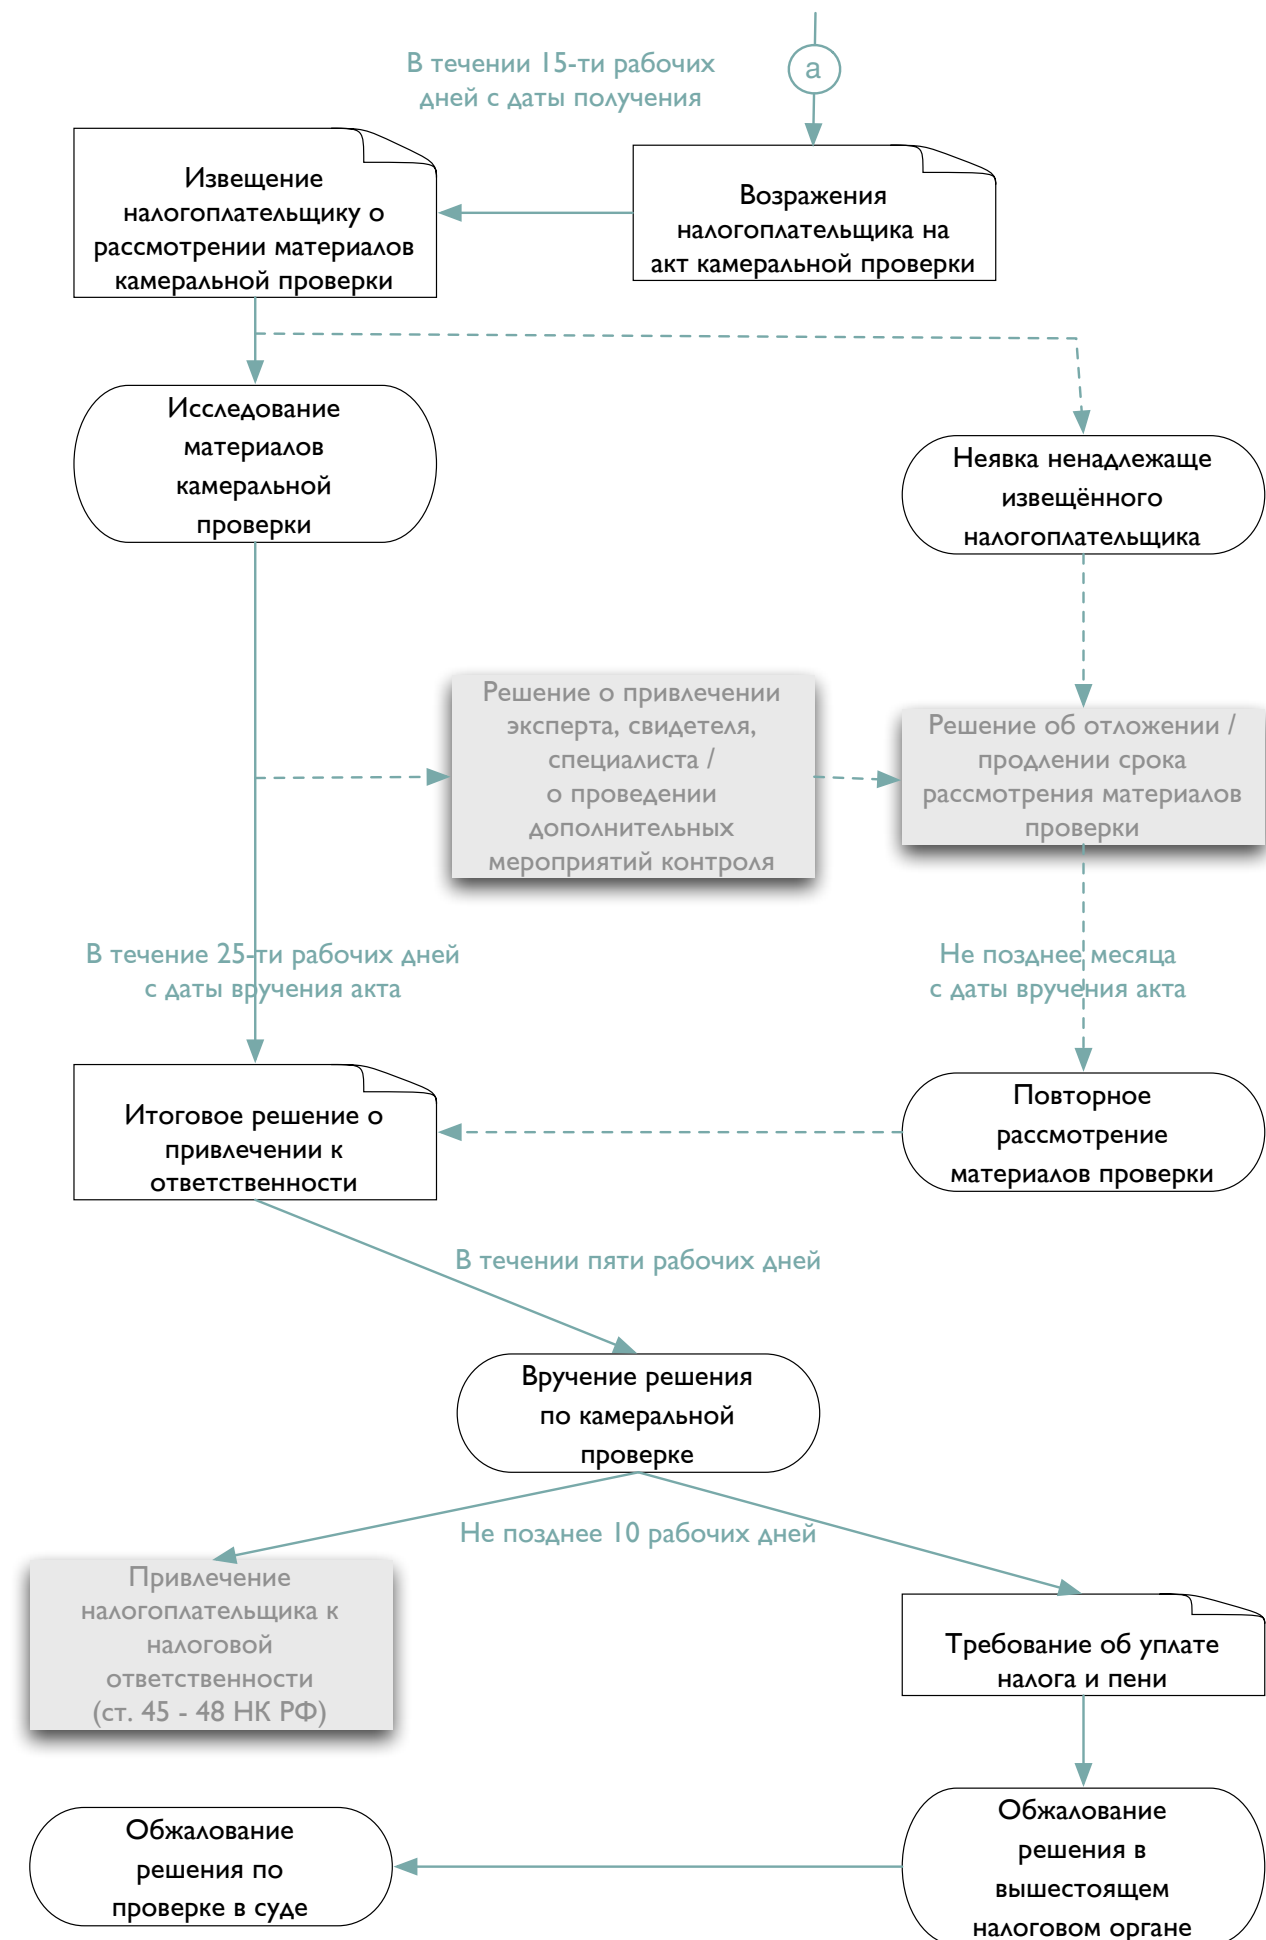 В течении 15-ти рабочих
дней с даты получения
а
Извещение
налогоплательщику о
рассмотрении материалов
камеральной проверки
Возражения
налогоплательщика на
акт камеральной проверки
Исследование
материалов
камеральной
проверки
Неявка ненадлежаще
извещённого
налогоплательщика
Решение о привлечении
эксперта, свидетеля,
специалиста /
о проведении
дополнительных
мероприятий контроля
Решение об отложении /
продлении срока
рассмотрения материалов
проверки
В течение 25-ти рабочих дней
с даты вручения акта
Не позднее месяца
с даты вручения акта
Итоговое решение о
привлечении к
ответственности
Повторное
рассмотрение
материалов проверки
В течении пяти рабочих дней
Вручение решения
по камеральной
проверке
Не позднее 10 рабочих дней
Привлечение
налогоплательщика к
налоговой
ответственности
(ст. 45 - 48 НК РФ)
Требование об уплате
налога и пени
Обжалование
решения по
проверке в суде
Обжалование
решения в
вышестоящем
налоговом органе